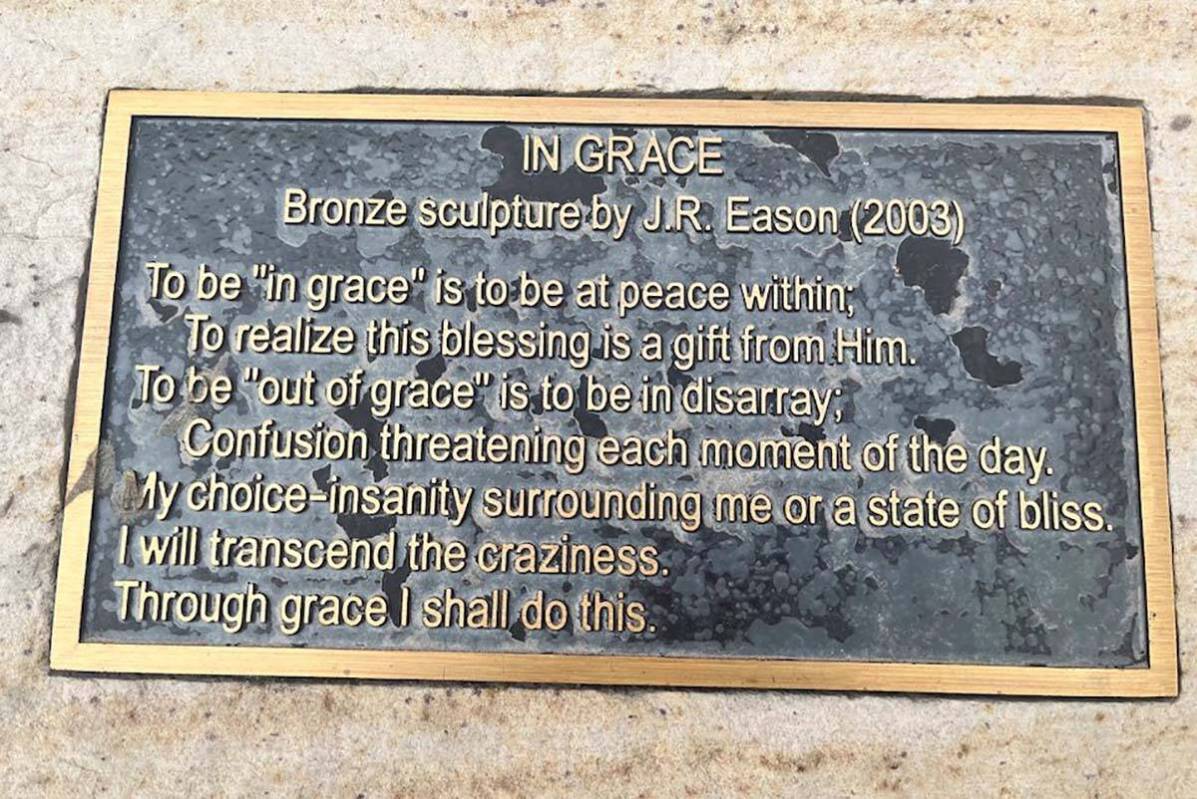 IN GRACE
Bronze sculpture by J.R. Eason (2003)
To be "in grace" is to be at peace within;
To realize this blessing is a gift from Him.
To be "out of grace" is to be in disarray;
Confusion threatening each moment of the day.
My choice-insanity surrounding me or a state of bliss.
I will transcend the craziness.
Through grace I shall do this.